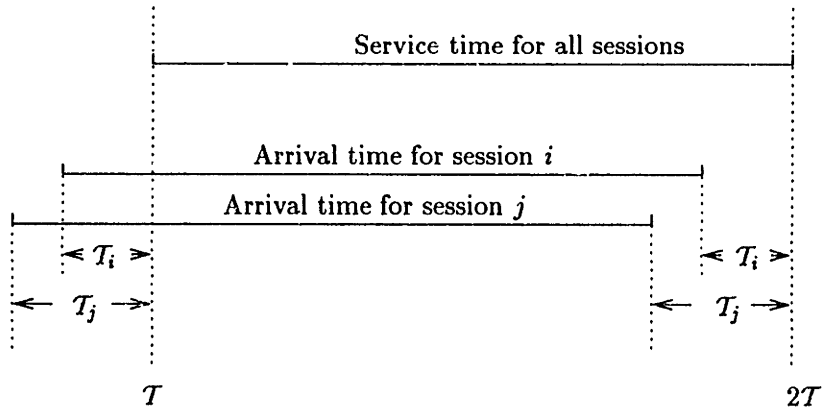 Service time for all sessions
Arrival time for session i
Arrival time for session j
𝒯ᵢ 𝒯ᵢ
𝒯ⱼ 𝒯ⱼ
𝒯 2𝒯